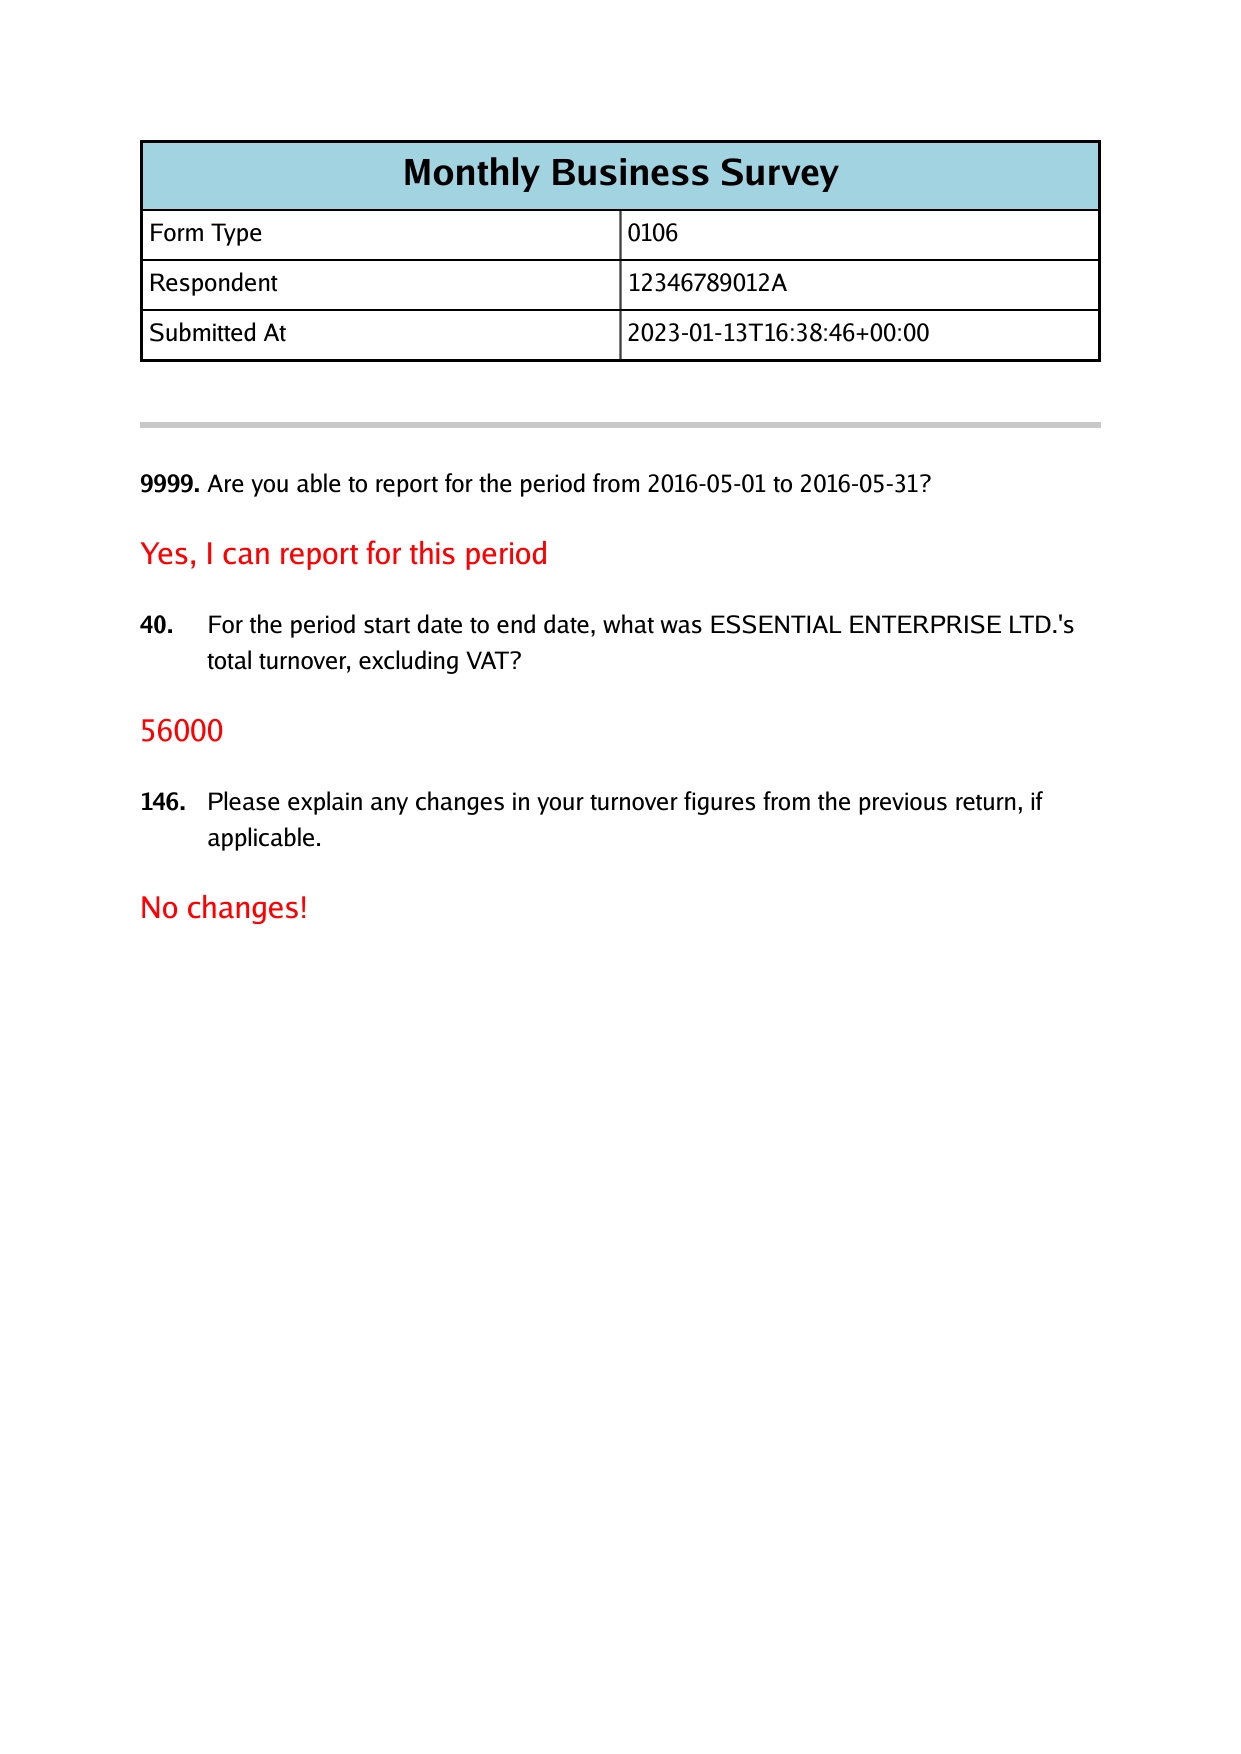 Monthly Business Survey
Form Type 0106
Respondent 12346789012A
Submitted At 2023-01-13T16:38:46+00:00
9999. Are you able to report for the period from 2016-05-01 to 2016-05-31?
Yes, I can report for this period
40. For the period start date to end date, what was ESSENTIAL ENTERPRISE LTD.'s
total turnover, excluding VAT?
56000
146. Please explain any changes in your turnover figures from the previous return, if
applicable.
No changes!